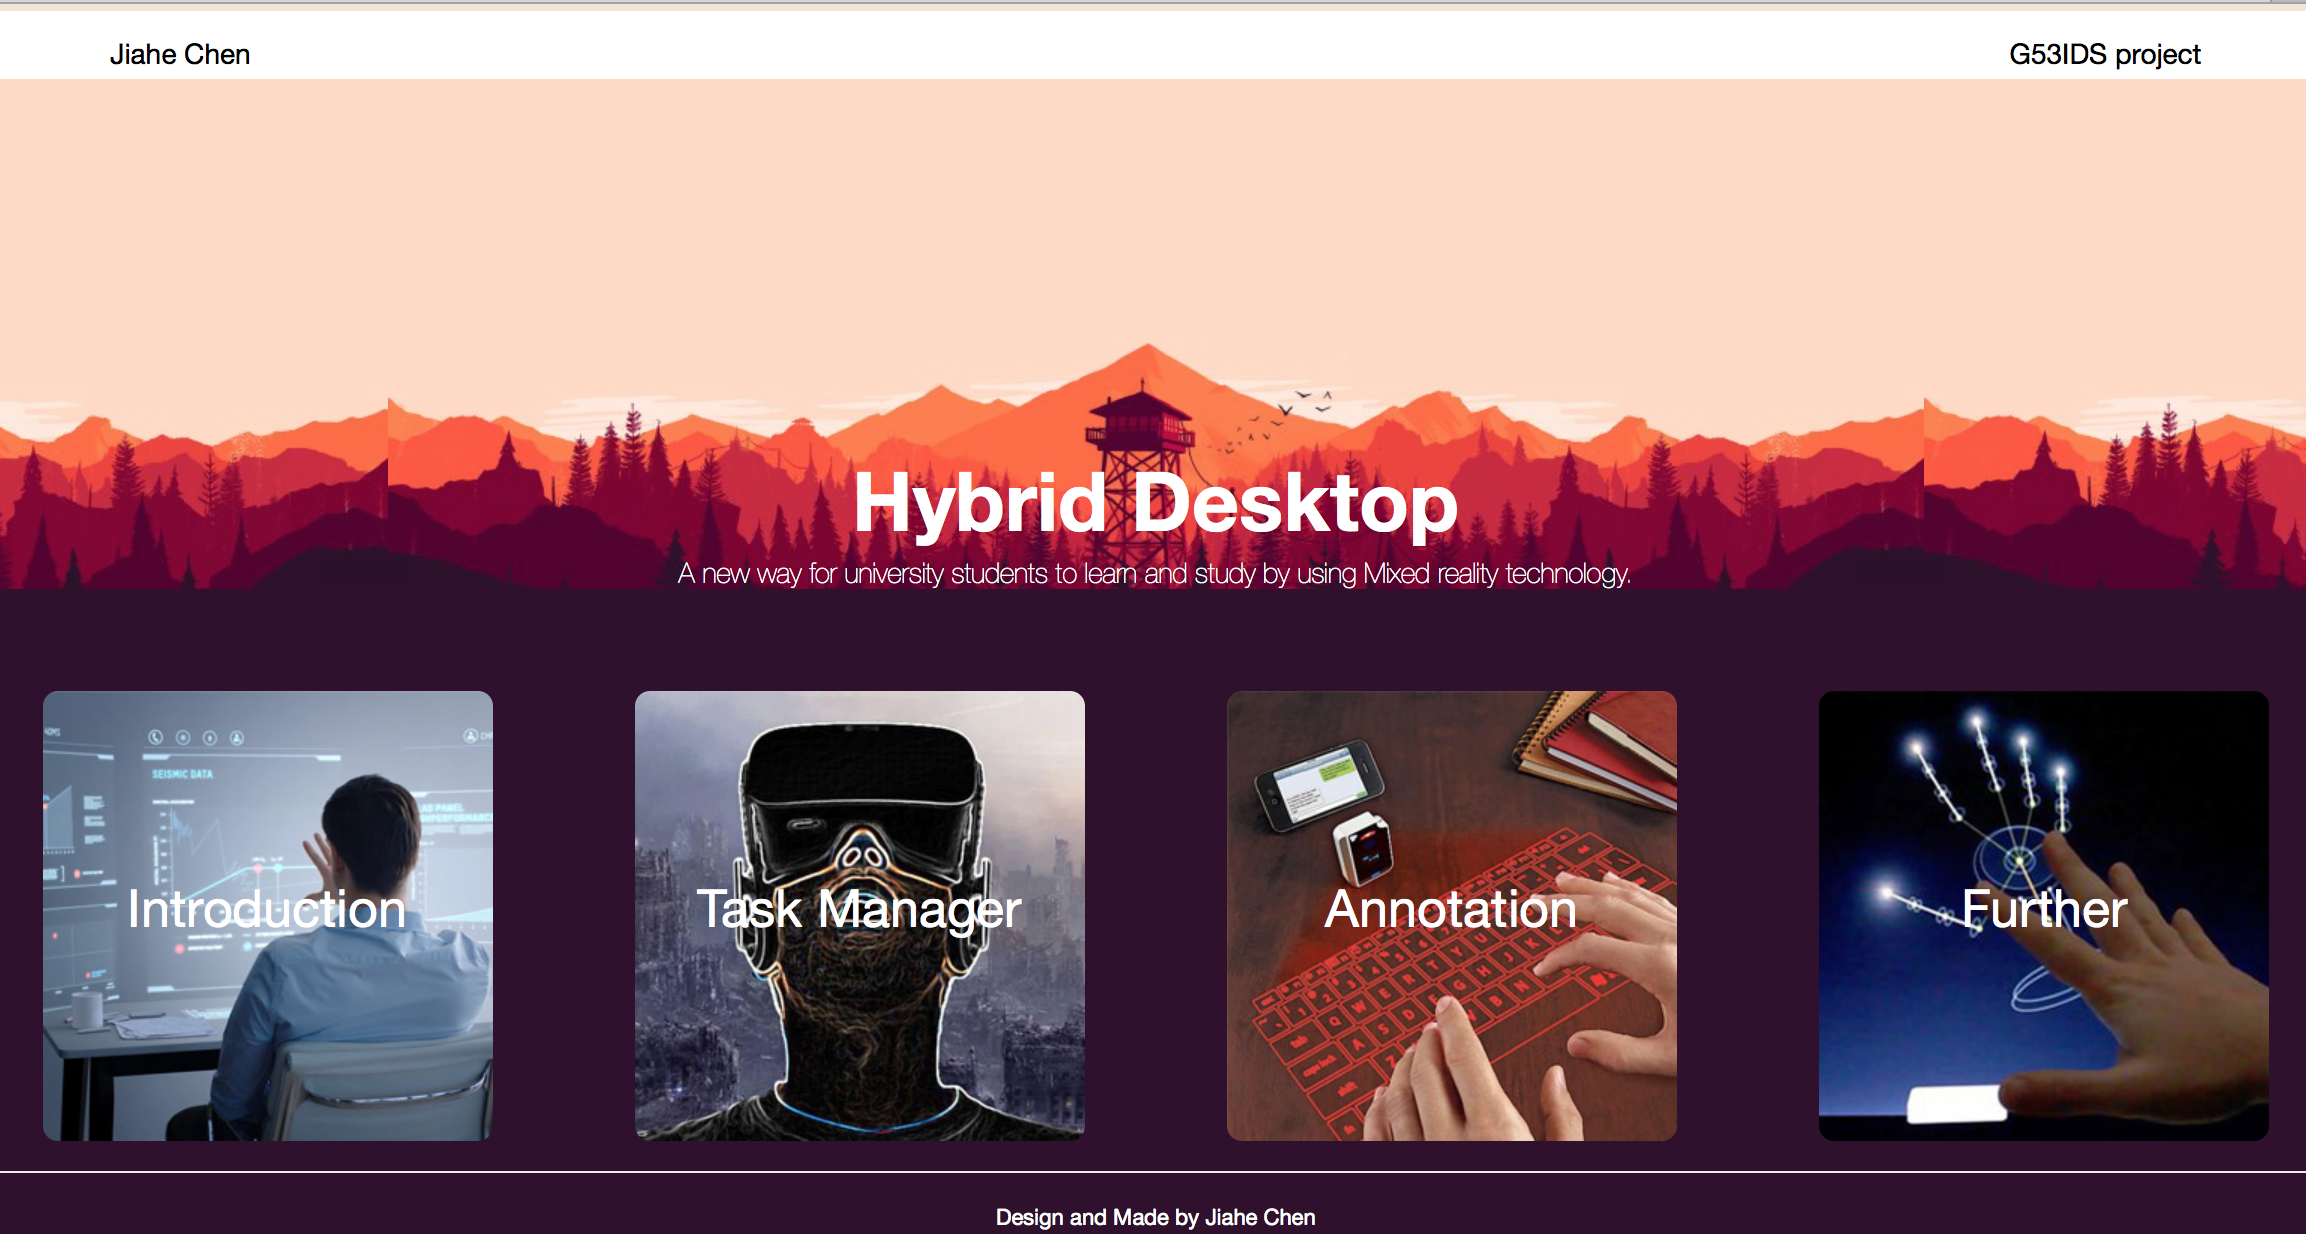 Jiahe Chen
G53IDS project
Hybrid Desktop
A new way for university students to learn and study by using Mixed reality technology.
SEISMIC DATA
Introduction
Task Manager
Annotation
Further
Design and Made by Jiahe Chen